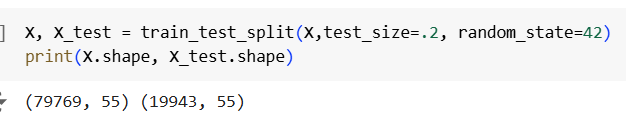 ] X, X_test = train_test_split(X,test_size=.2, random_state=42)
print(X.shape, X_test.shape)
(79769, 55) (19943, 55)